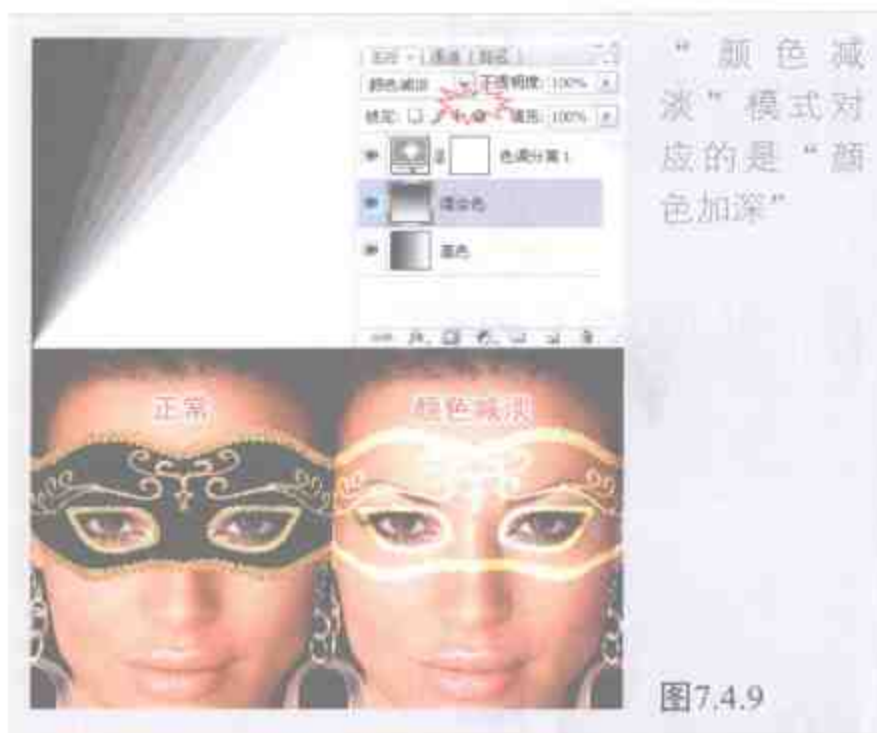 颜色减淡 不透明度: 100%
锁定: 填充: 100%
色调分离 1
混合色
基色
正常
颜色减淡
“颜色减
淡”模式对
应的是“颜
色加深”
图7.4.9